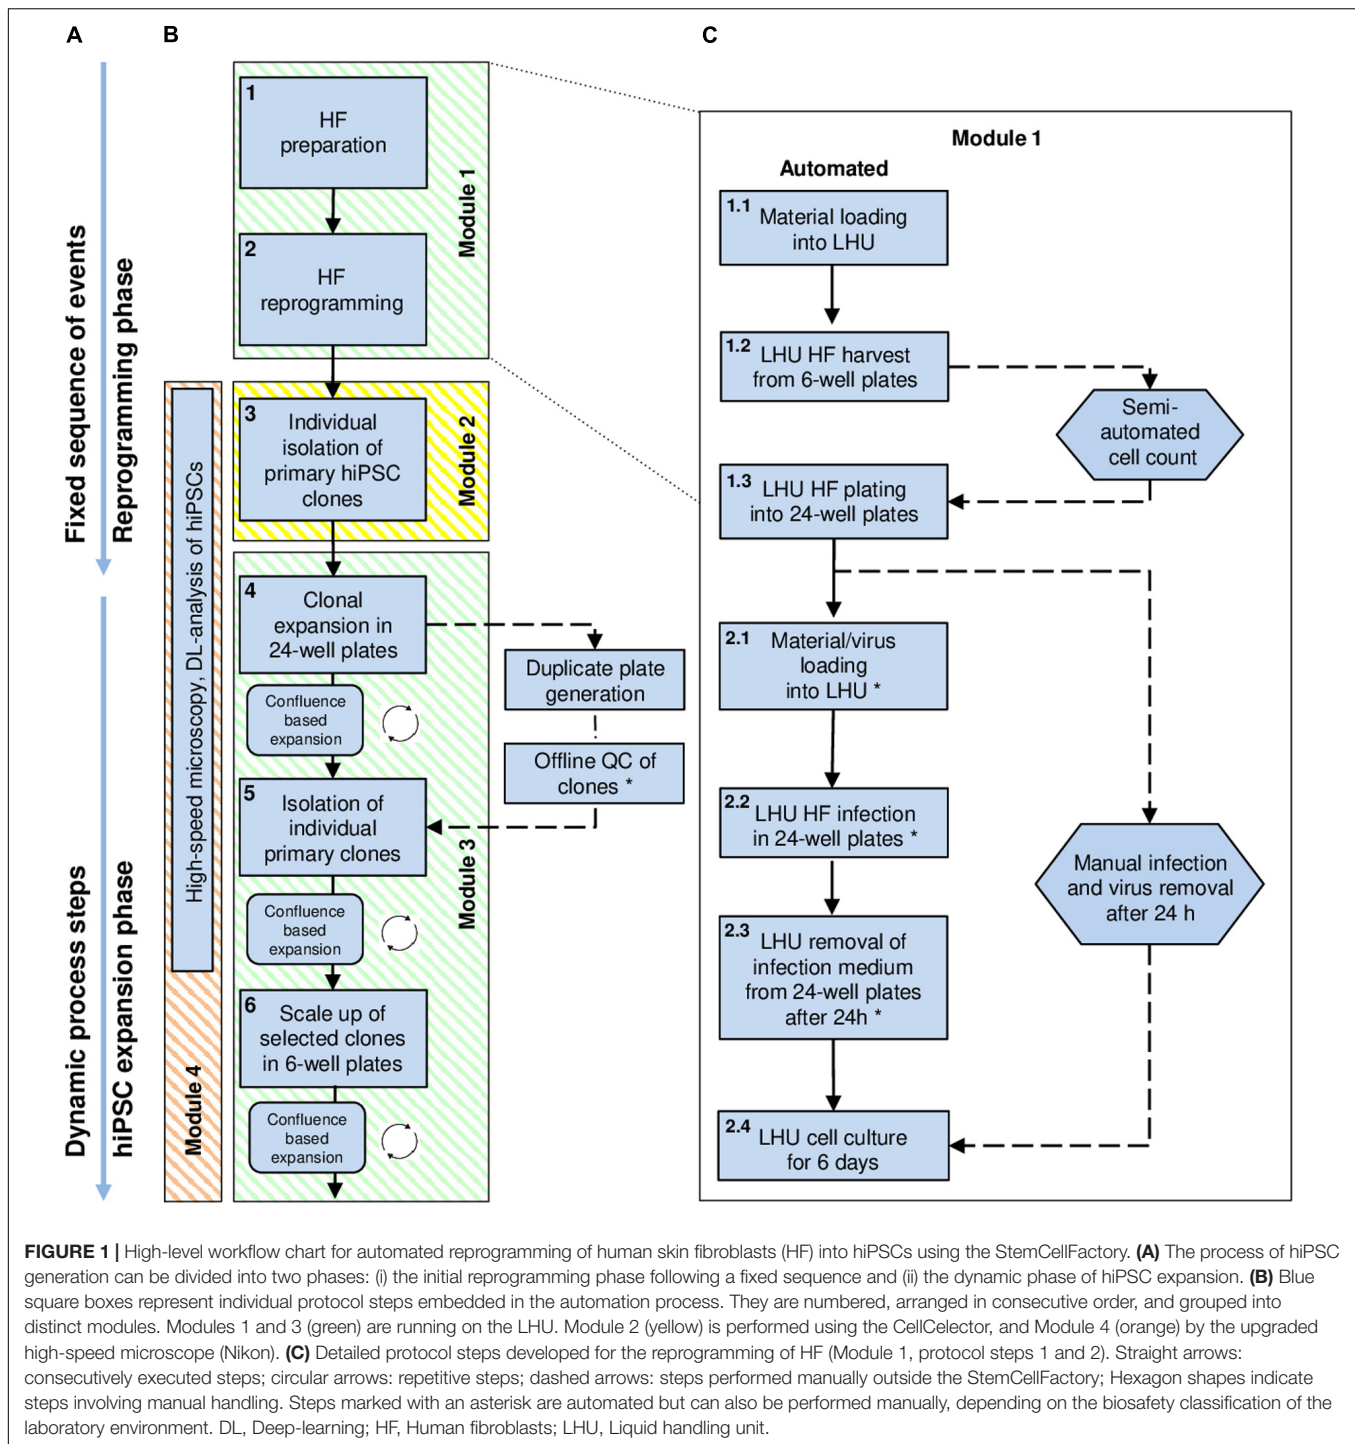 A
B
C
Fixed sequence of events
Reprogramming phase
Dynamic process steps
hiPSC expansion phase
High-speed microscopy, DL-analysis of hiPSCs
Module 4
1
HF
preparation
2
HF
reprogramming
Module 1
3
Individual
isolation of
primary hiPSC
clones
Module 2
4
Clonal
expansion in
24-well plates
Confluence
based
expansion
Duplicate plate
generation
Offline QC of
clones *
5
Isolation of
individual
primary clones
Module 3
Confluence
based
expansion
6
Scale up of
selected clones
in 6-well plates
Confluence
based
expansion
Module 1
Automated
1.1
Material loading
into LHU
1.2
LHU HF harvest
from 6-well plates
Semi-
automated
cell count
1.3
LHU HF plating
into 24-well plates
2.1
Material/virus
loading
into LHU *
2.2
LHU HF infection
in 24-well plates *
Manual infection
and virus removal
after 24 h
2.3
LHU removal of
infection medium
from 24-well plates
after 24h *
2.4
LHU cell culture
for 6 days
FIGURE 1 | High-level workflow chart for automated reprogramming of human skin fibroblasts (HF) into hiPSCs using the StemCellFactory. (A) The process of hiPSC
generation can be divided into two phases: (i) the initial reprogramming phase following a fixed sequence and (ii) the dynamic phase of hiPSC expansion. (B) Blue
square boxes represent individual protocol steps embedded in the automation process. They are numbered, arranged in consecutive order, and grouped into
distinct modules. Modules 1 and 3 (green) are running on the LHU. Module 2 (yellow) is performed using the CellCelector, and Module 4 (orange) by the upgraded
high-speed microscope (Nikon). (C) Detailed protocol steps developed for the reprogramming of HF (Module 1, protocol steps 1 and 2). Straight arrows:
consecutively executed steps; circular arrows: repetitive steps; dashed arrows: steps performed manually outside the StemCellFactory; Hexagon shapes indicate
steps involving manual handling. Steps marked with an asterisk are automated but can also be performed manually, depending on the biosafety classification of the
laboratory environment. DL, Deep-learning; HF, Human fibroblasts; LHU, Liquid handling unit.